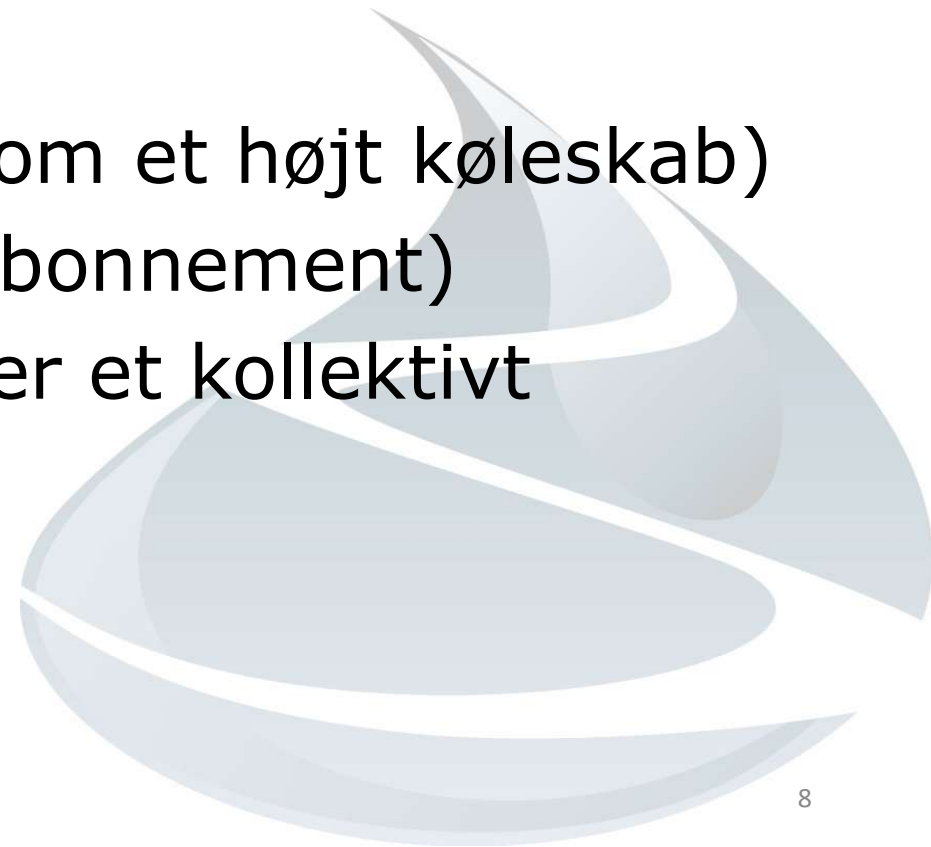 om et højt køleskab)
bonnement)
er et kollektivt
8